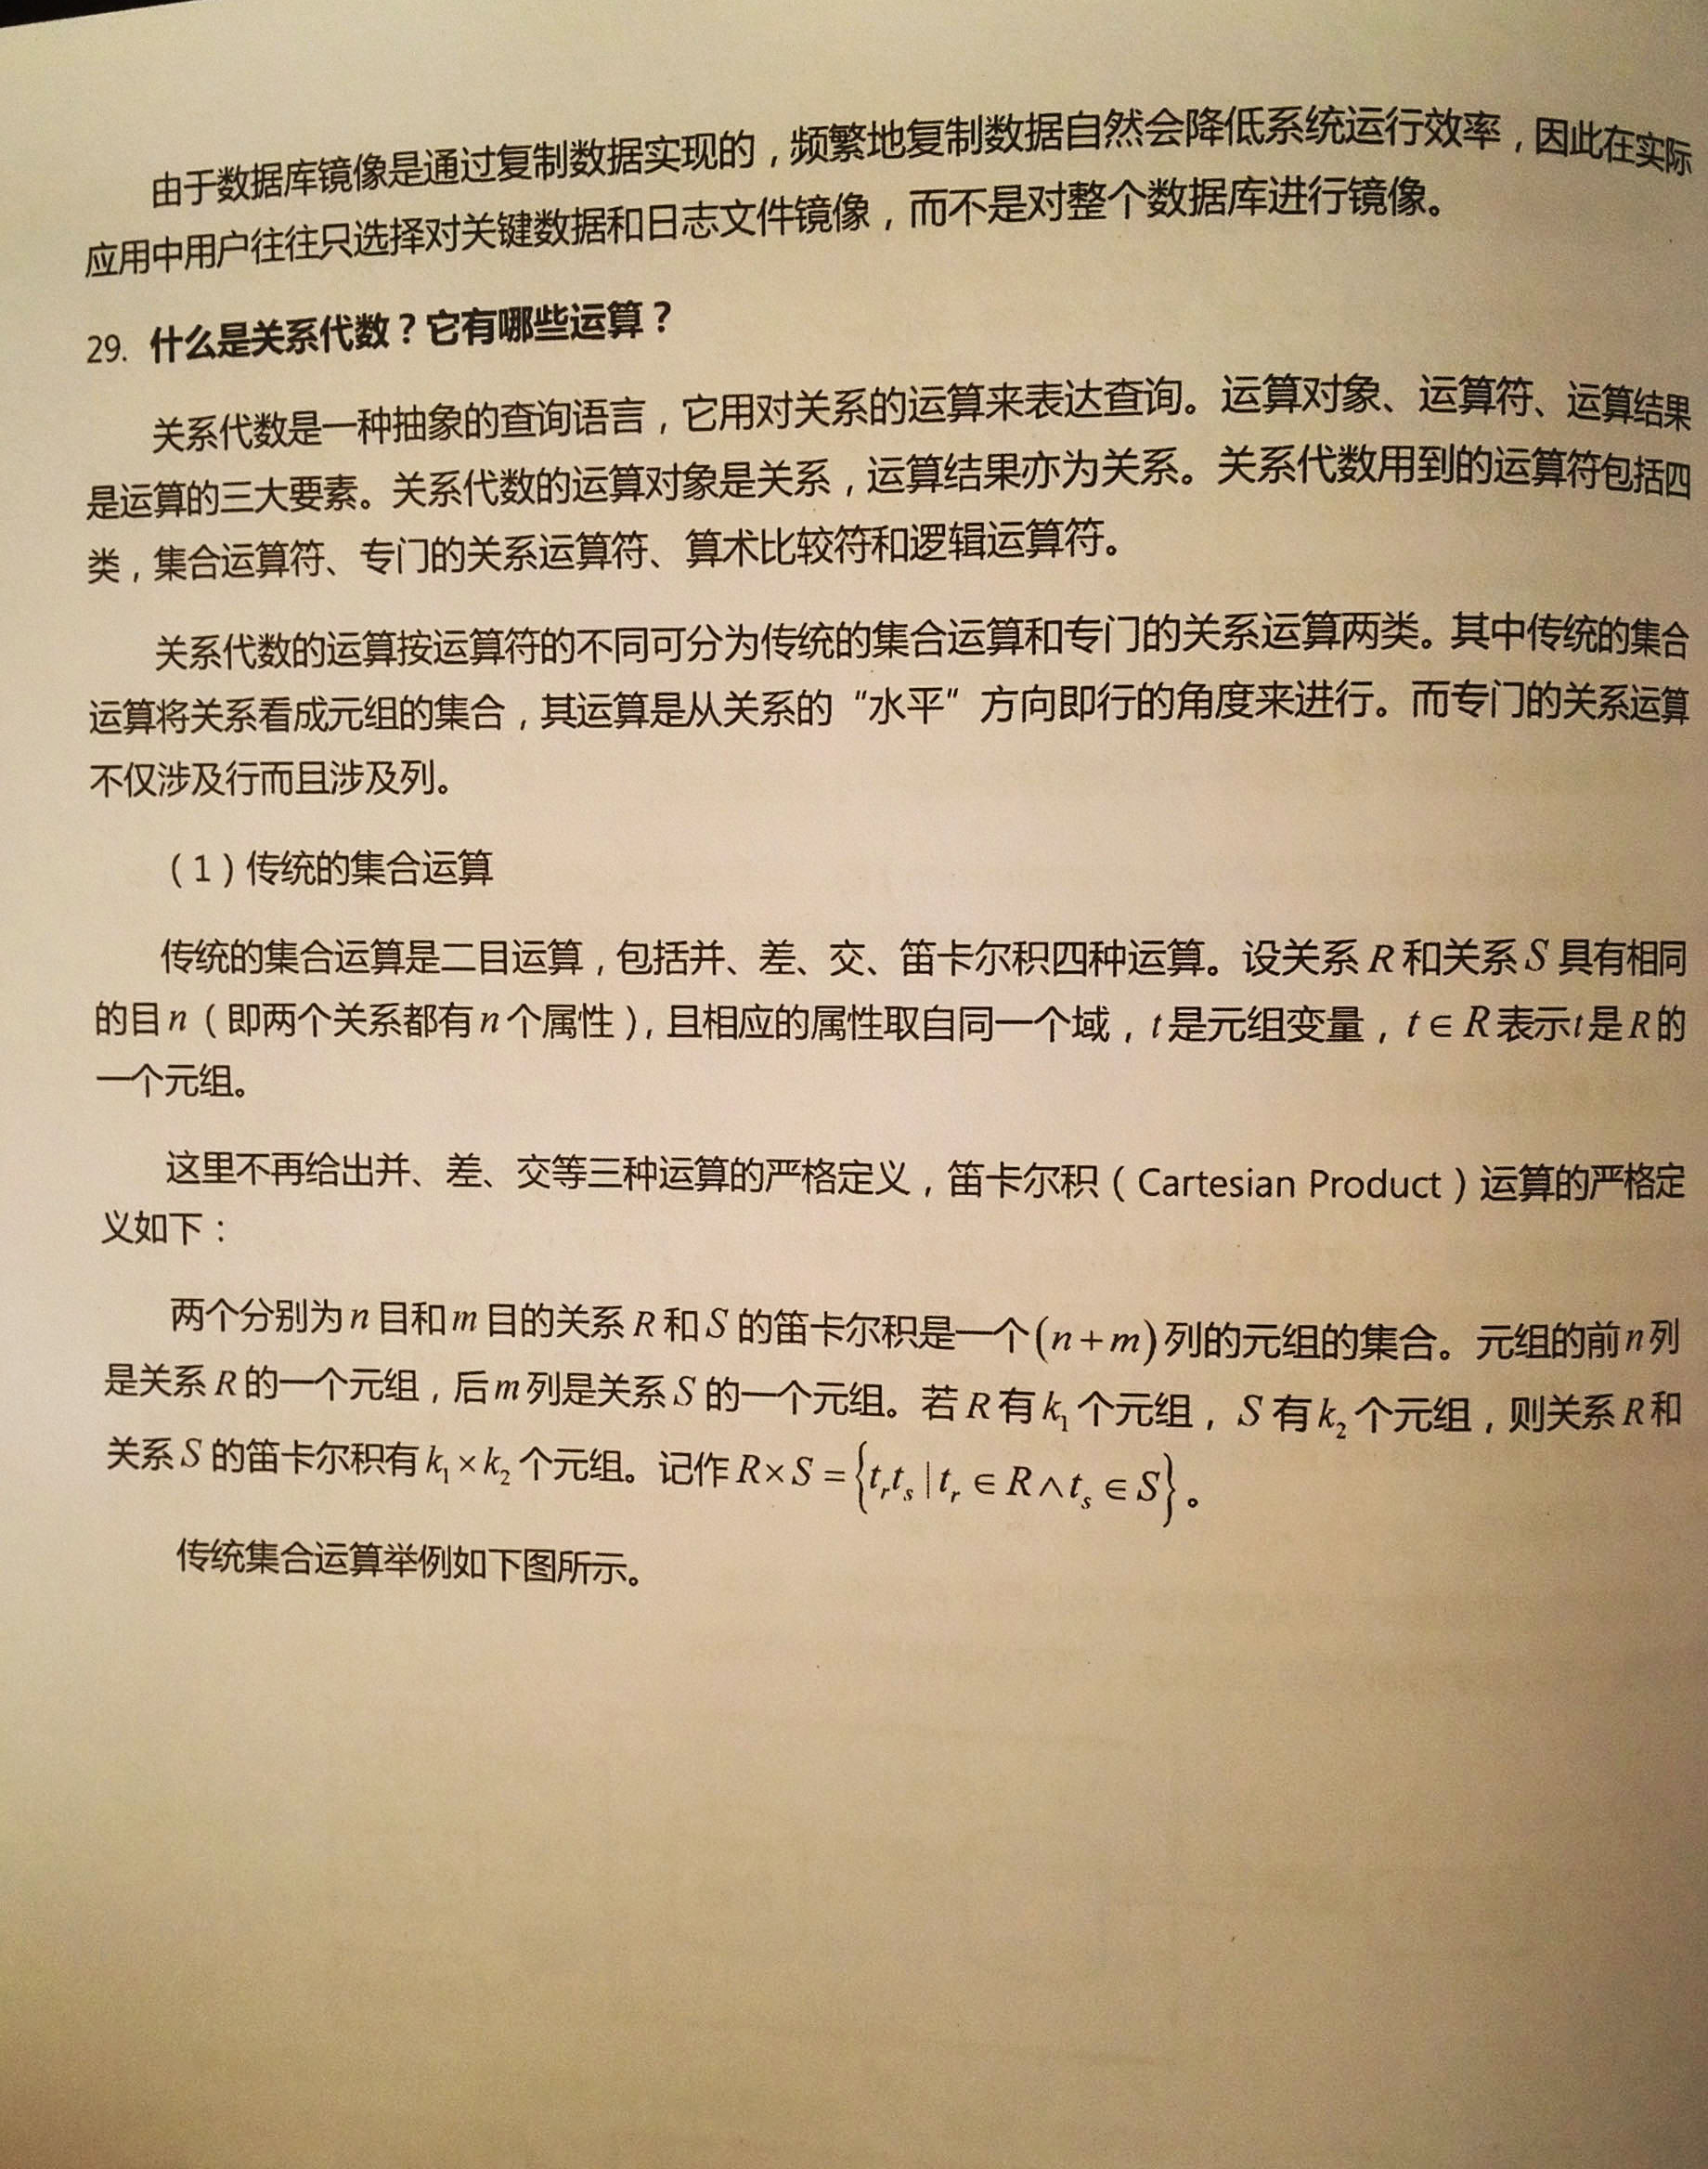 由于数据库镜像是通过复制数据实现的，频繁地复制数据自然会降低系统运行效率，因此在实际
应用中用户往往只选择对关键数据和日志文件镜像，而不是对整个数据库进行镜像。
29. 什么是关系代数？它有哪些运算？
关系代数是一种抽象的查询语言，它用对关系的运算来表达查询。运算对象、运算符、运算结果
是运算的三大要素。关系代数的运算对象是关系，运算结果亦为关系。关系代数用到的运算符包括四
类，集合运算符、专门的关系运算符、算术比较符和逻辑运算符。
关系代数的运算按运算符的不同可分为传统的集合运算和专门的关系运算两类。其中传统的集合
运算将关系看成元组的集合，其运算是从关系的“水平”方向即行的角度来进行。而专门的关系运算
不仅涉及行而且涉及列。
（1）传统的集合运算
传统的集合运算是二目运算，包括并、差、交、笛卡尔积四种运算。设关系 R 和关系 S 具有相同
的目 n（即两个关系都有 n 个属性），且相应的属性取自同一个域，t 是元组变量，t∈R 表示 t 是 R 的
一个元组。
这里不再给出并、差、交等三种运算的严格定义，笛卡尔积（Cartesian Product）运算的严格定
义如下：
两个分别为 n 目和 m 目的关系 R 和 S 的笛卡尔积是一个(n+m)列的元组的集合。元组的前 n 列
是关系 R 的一个元组，后 m 列是关系 S 的一个元组。若 R 有 k₁ 个元组，S 有 k₂ 个元组，则关系 R 和
关系 S 的笛卡尔积有 k₁×k₂ 个元组。记作 R×S={tᵣtₛ|tᵣ∈R∧tₛ∈S}。
传统集合运算举例如下图所示。